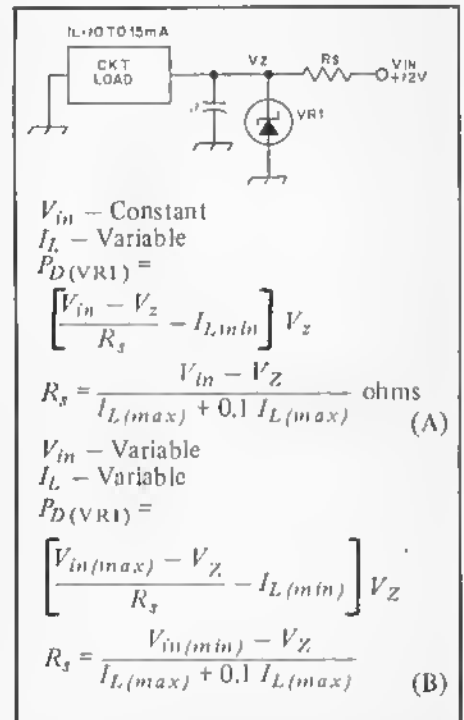 IL=10 TO 15mA
CKT
LOAD
VZ
RS
VIN
+12V
.1
VR1
V_in – Constant
I_L – Variable
P_D(VR1) =
[(V_in – V_z) / R_s – I_Lmin] V_z
R_s = (V_in – V_Z) / (I_L(max) + 0.1 I_L(max)) ohms
(A)
V_in – Variable
I_L – Variable
P_D(VR1) =
[(V_in(max) – V_Z) / R_s – I_L(min)] V_Z
R_s = (V_in(min) – V_Z) / (I_L(max) + 0.1 I_L(max))
(B)